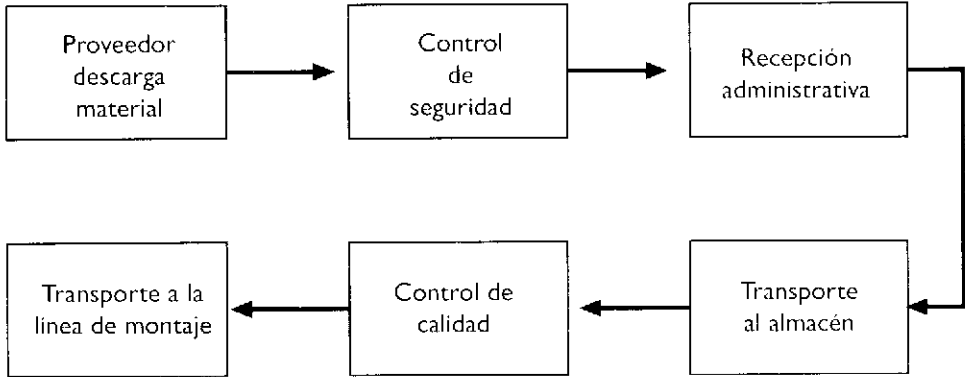 Proveedor
descarga
material
Control
de
seguridad
Recepción
administrativa
Transporte
al almacén
Control de
calidad
Transporte a la
línea de montaje